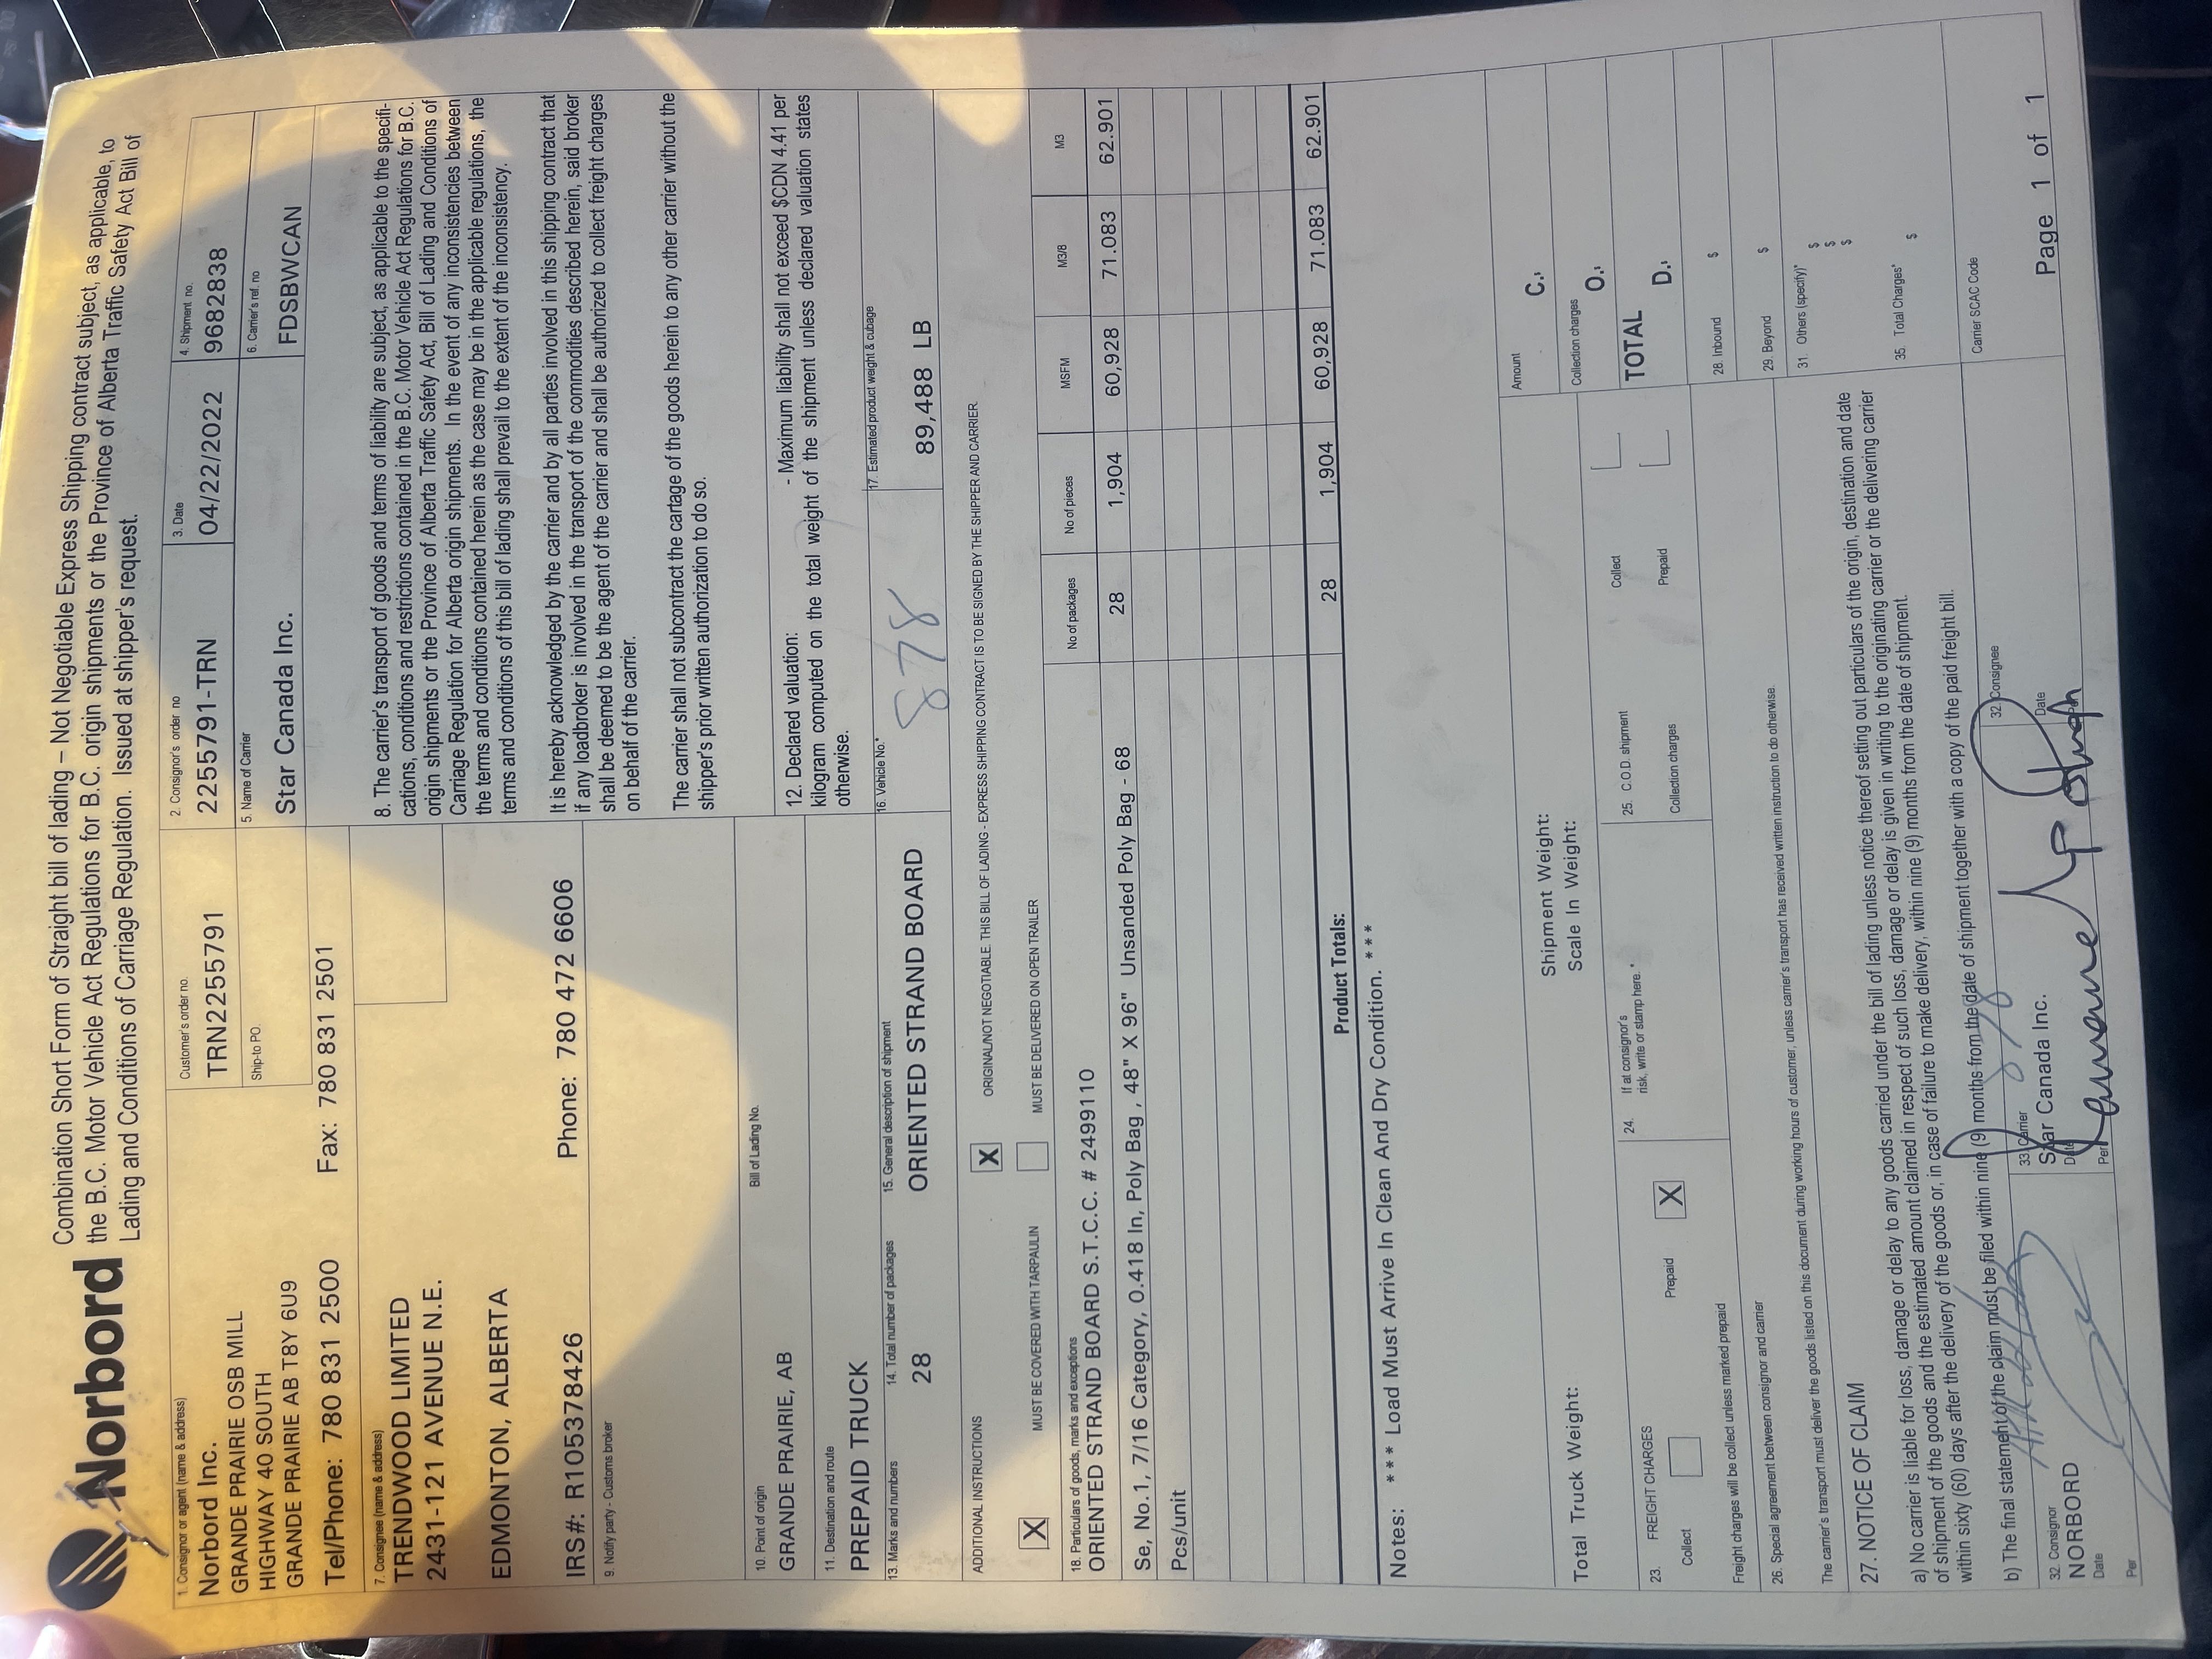 Norbord
Combination Short Form of Straight bill of lading – Not Negotiable Express Shipping contract subject, as applicable, to
the B.C. Motor Vehicle Act Regulations for B.C. origin shipments or the Province of Alberta Traffic Safety Act Bill of
Lading and Conditions of Carriage Regulation. Issued at shipper's request.
1. Consignor or agent (name & address)
Norbord Inc.
GRANDE PRAIRIE OSB MILL
HIGHWAY 40 SOUTH
GRANDE PRAIRIE AB T8Y 6U9
Tel/Phone: 780 831 2500 Fax: 780 831 2501
Customer's order no.
TRN2255791
Ship-to PO.
2. Consignor's order no
2255791-TRN
3. Date
04/22/2022
4. Shipment no.
9682838
5. Name of Carrier
Star Canada Inc.
6. Carrier's ref. no
FDSBWCAN
7. Consignee (name & address)
TRENDWOOD LIMITED
2431-121 AVENUE N.E.
EDMONTON, ALBERTA
IRS#: R105378426 Phone: 780 472 6606
8. The carrier's transport of goods and terms of liability are subject, as applicable to the specifi-
cations, conditions and restrictions contained in the B.C. Motor Vehicle Act Regulations for B.C.
origin shipments or the Province of Alberta Traffic Safety Act, Bill of Lading and Conditions of
Carriage Regulation for Alberta origin shipments. In the event of any inconsistencies between
the terms and conditions contained herein as the case may be in the applicable regulations, the
terms and conditions of this bill of lading shall prevail to the extent of the inconsistency.
It is hereby acknowledged by the carrier and by all parties involved in this shipping contract that
if any loadbroker is involved in the transport of the commodities described herein, said broker
shall be deemed to be the agent of the carrier and shall be authorized to collect freight charges
on behalf of the carrier.
The carrier shall not subcontract the cartage of the goods herein to any other carrier without the
shipper's prior written authorization to do so.
9. Notify party - Customs broker
10. Point of origin Bill of Lading No.
GRANDE PRAIRIE, AB
11. Destination and route
PREPAID TRUCK
12. Declared valuation: - Maximum liability shall not exceed $CDN 4.41 per
kilogram computed on the total weight of the shipment unless declared valuation states
otherwise.
13. Marks and numbers
14. Total number of packages
28
15. General description of shipment
ORIENTED STRAND BOARD
16. Vehicle No.*
878
17. Estimated product weight & cubage
89,488 LB
ADDITIONAL INSTRUCTIONS
X ORIGINAL/NOT NEGOTIABLE. THIS BILL OF LADING - EXPRESS SHIPPING CONTRACT IS TO BE SIGNED BY THE SHIPPER AND CARRIER.
X MUST BE COVERED WITH TARPAULIN MUST BE DELIVERED ON OPEN TRAILER
18. Particulars of goods, marks and exceptions No of packages No of pieces MSFM M3/8 M3
ORIENTED STRAND BOARD S.T.C.C. # 2499110
Se, No.1, 7/16 Category, 0.418 In, Poly Bag , 48" X 96" Unsanded Poly Bag - 68 28 1,904 60,928 71.083 62.901
Pcs/unit
Product Totals: 28 1,904 60,928 71.083 62.901
Notes: *** Load Must Arrive In Clean And Dry Condition. ***
Total Truck Weight:
Shipment Weight:
Scale In Weight:
Amount
C.:
Collection charges
O.:
TOTAL
D.:
23. FREIGHT CHARGES
Collect Prepaid X
Freight charges will be collect unless marked prepaid
24. If at consignor's
risk, write or stamp here. *
25. C.O.D. shipment Collect
Collection charges Prepaid
26. Special agreement between consignor and carrier
The carrier's transport must deliver the goods listed on this document during working hours of customer, unless carrier's transport has received written instruction to do otherwise.
28. Inbound $
29. Beyond $
31. Others (specify)*
$
$
$
35. Total Charges*
$
27. NOTICE OF CLAIM
a) No carrier is liable for loss, damage or delay to any goods carried under the bill of lading unless notice thereof setting out particulars of the origin, destination and date
of shipment of the goods and the estimated amount claimed in respect of such loss, damage or delay is given in writing to the originating carrier or the delivering carrier
within sixty (60) days after the delivery of the goods or, in case of failure to make delivery, within nine (9) months from the date of shipment.
b) The final statement of the claim must be filed within nine (9) months from the date of shipment together with a copy of the paid freight bill.
32. Consignor
NORBORD
Date
Per
878
33. Carrier
Star Canada Inc.
Date
Per
32. Consignee
Date
Carrier SCAC Code
Page 1 of 1